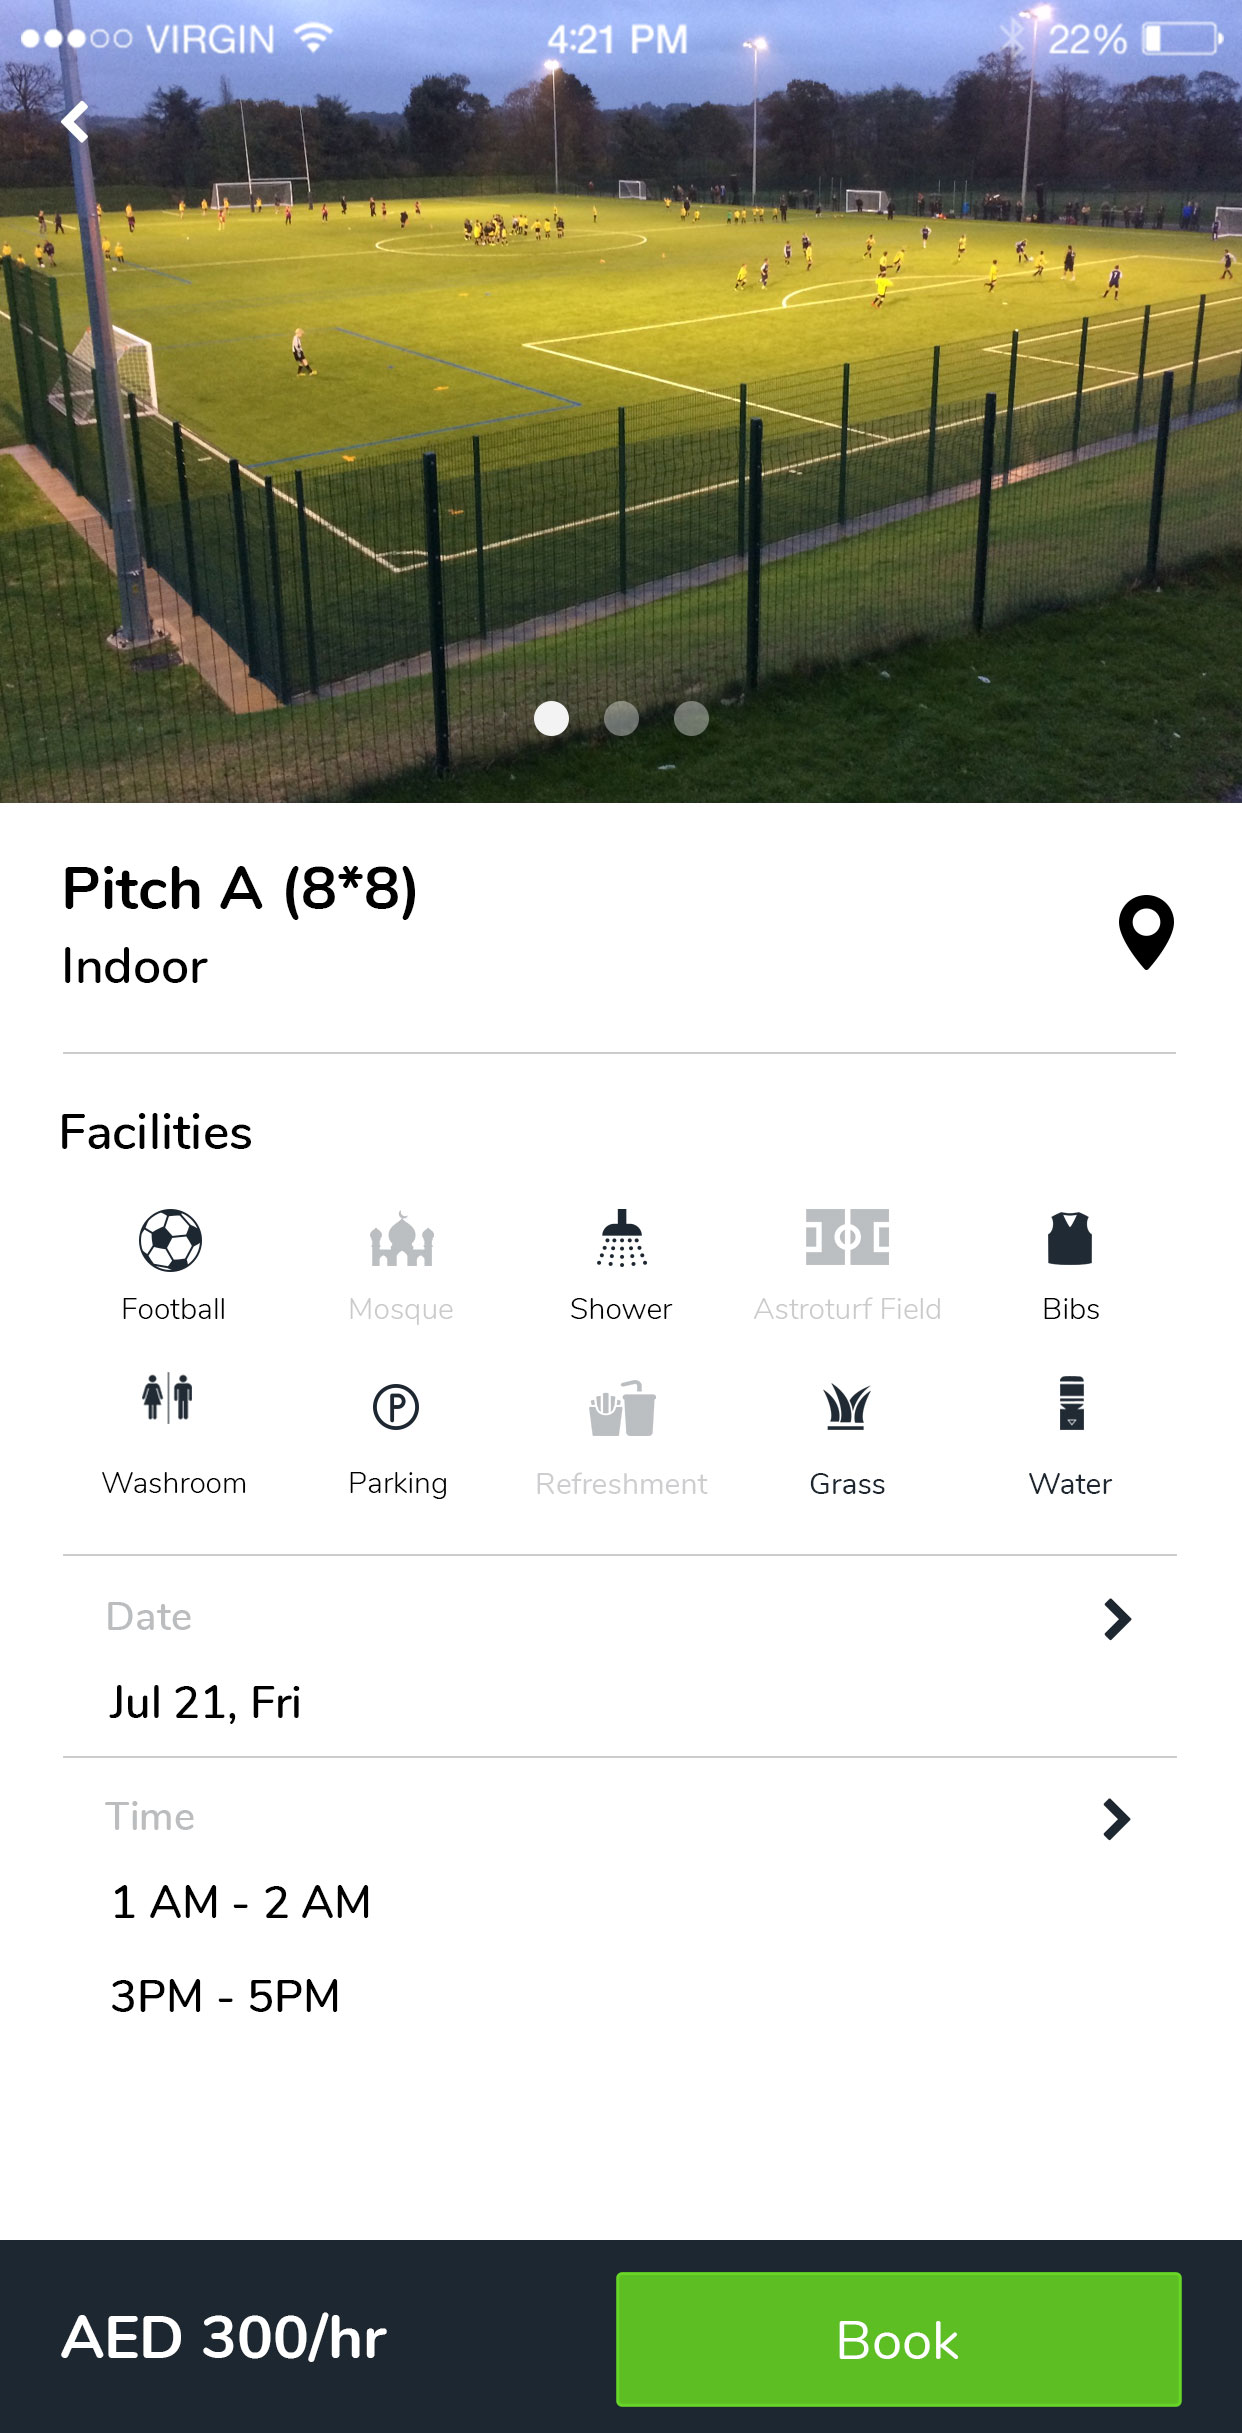 VIRGIN 4:21 PM 22%
Pitch A (8*8)
Indoor
Facilities
Football Mosque Shower Astroturf Field Bibs
P
Washroom Parking Refreshment Grass Water
Date
Jul 21, Fri
Time
1 AM - 2 AM
3PM - 5PM
AED 300/hr Book